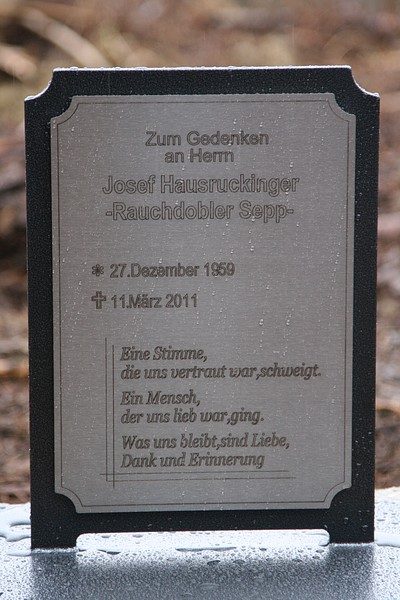 Zum Gedenken
an Herrn
Josef Hausruckinger
-Rauchdobler Sepp-
✻ 27.Dezember 1959
✝ 11.März 2011
Eine Stimme,
die uns vertraut war,schweigt.
Ein Mensch,
der uns lieb war,ging.
Was uns bleibt,sind Liebe,
Dank und Erinnerung